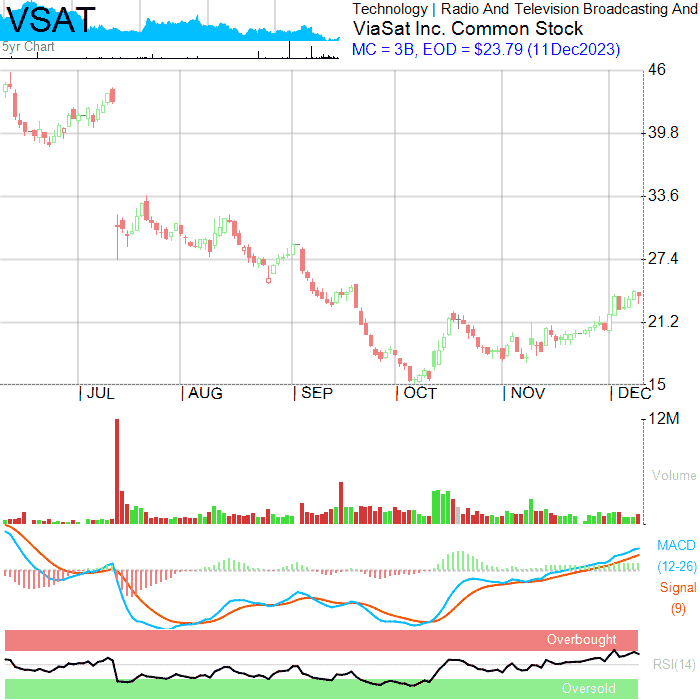 VSAT
5yr Chart
Technology | Radio And Television Broadcasting And
ViaSat Inc. Common Stock
MC = 3B, EOD = $23.79 (11Dec2023)
46
39.8
33.6
27.4
21.2
15
JUL
AUG
SEP
OCT
NOV
DEC
12M
Volume
MACD
(12-26)
Signal
(9)
Overbought
RSI(14)
Oversold